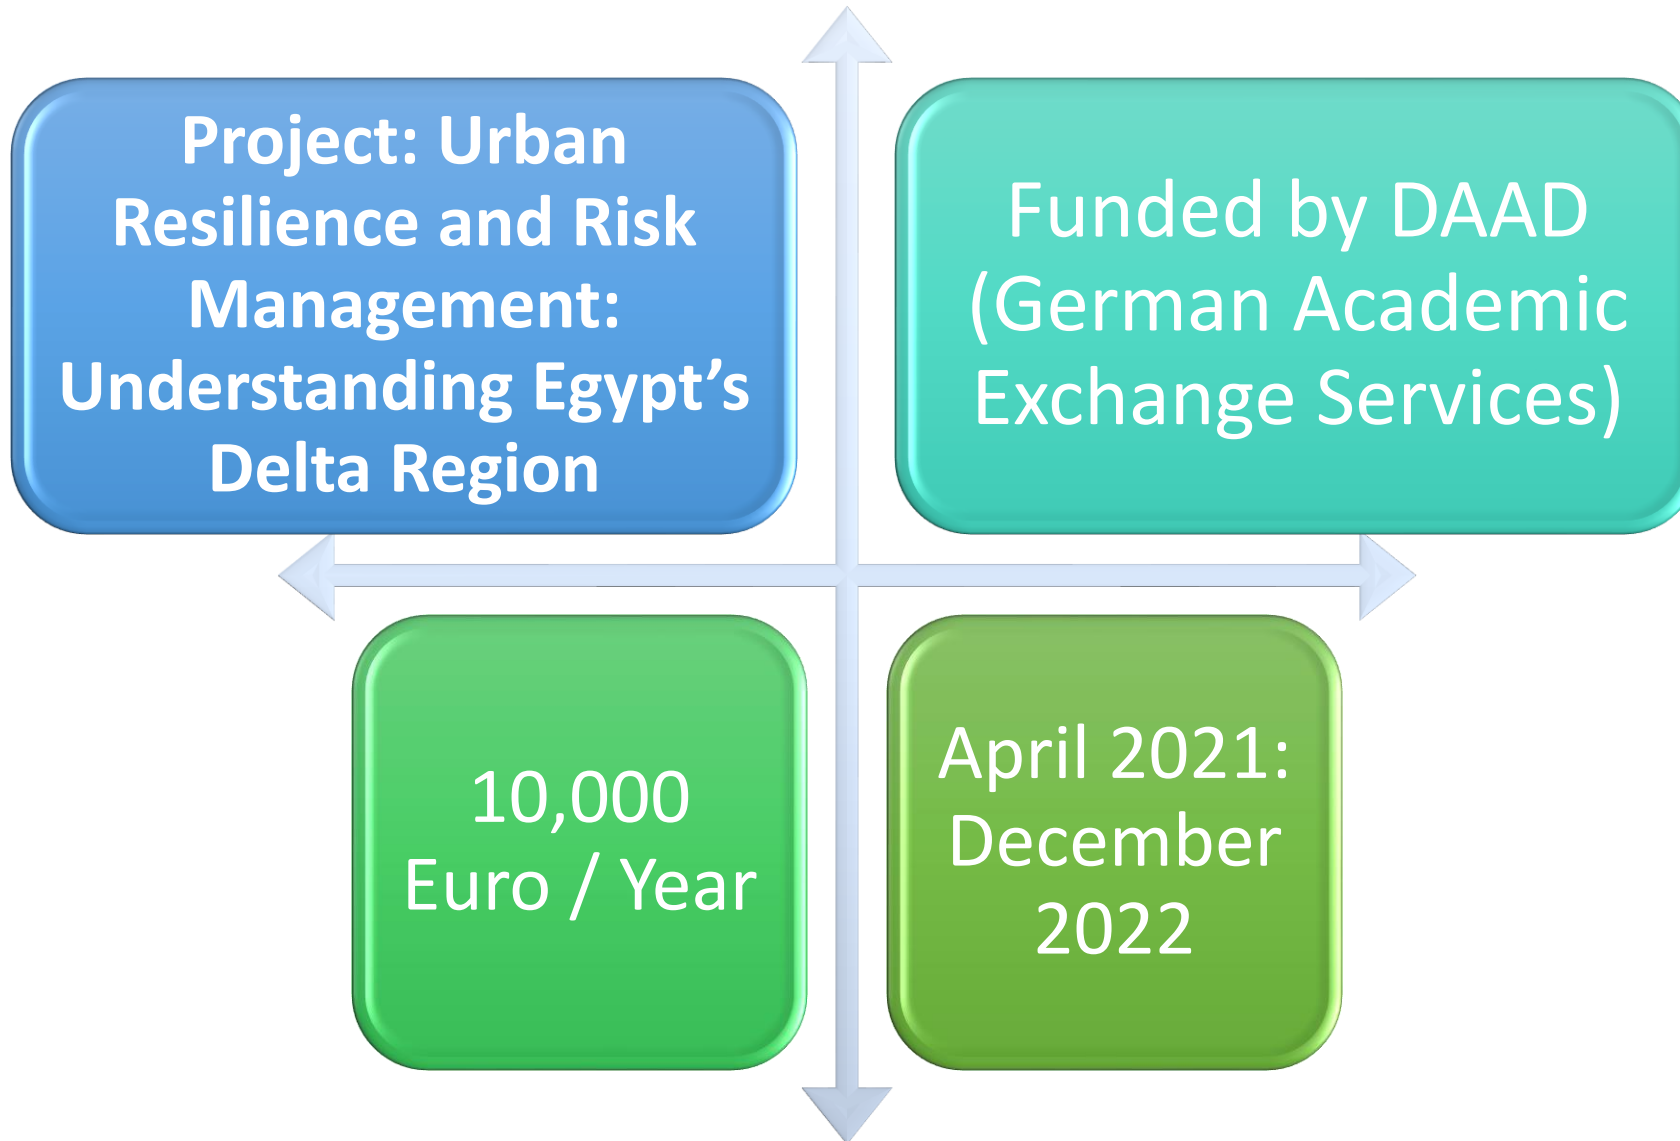 Project: Urban
Resilience and Risk
Management:
Understanding Egypt’s
Delta Region
Funded by DAAD
(German Academic
Exchange Services)
10,000
Euro / Year
April 2021:
December
2022